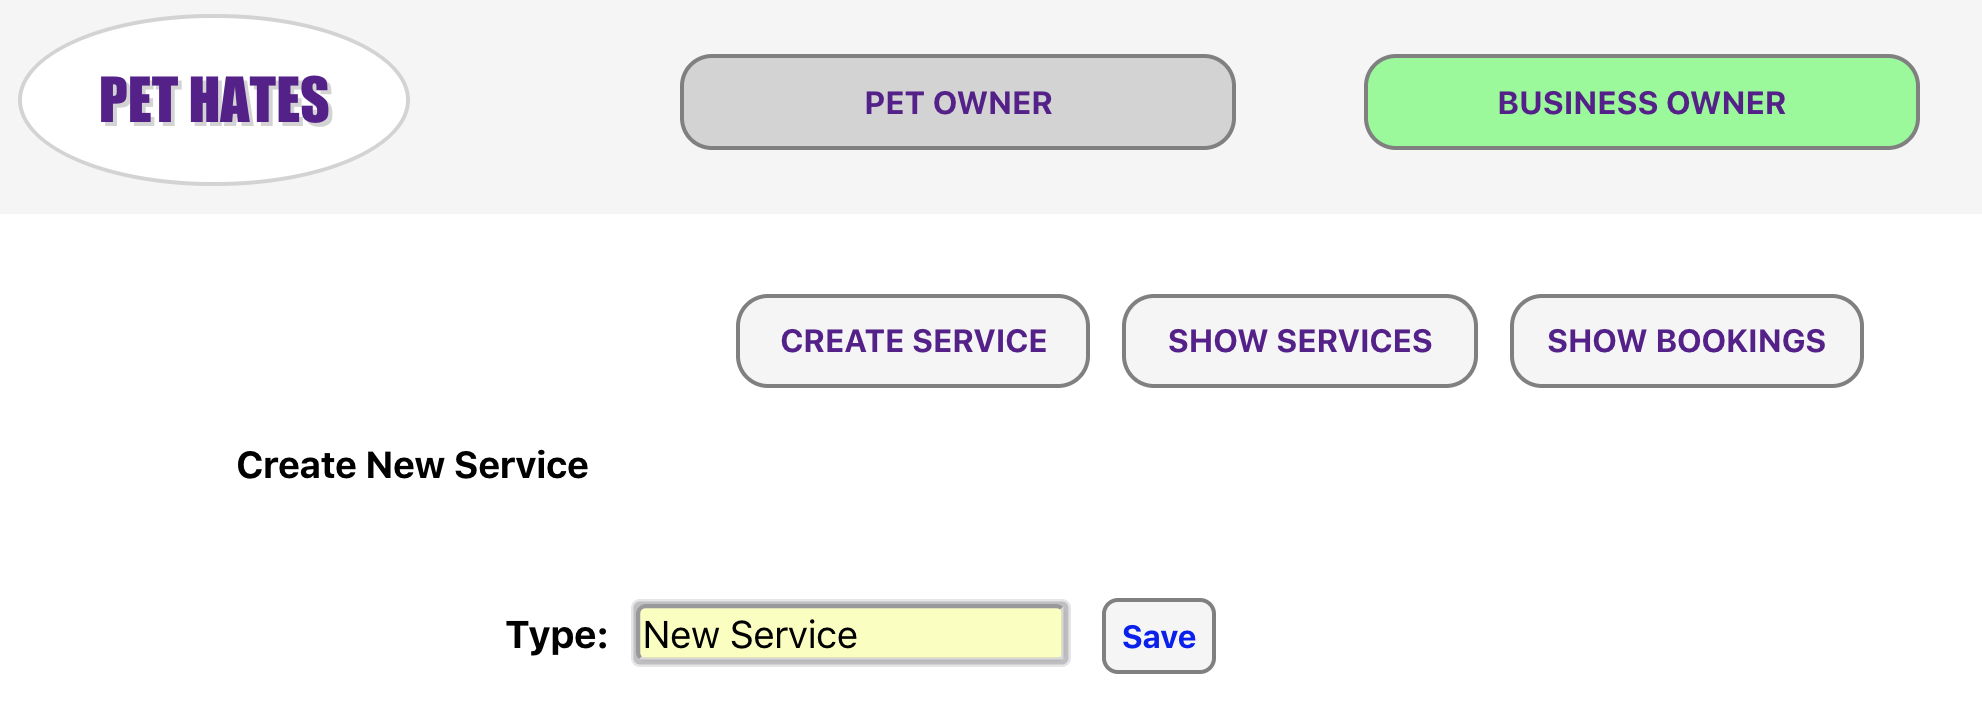 PET HATES
PET OWNER
BUSINESS OWNER
CREATE SERVICE
SHOW SERVICES
SHOW BOOKINGS
Create New Service
Type: New Service Save